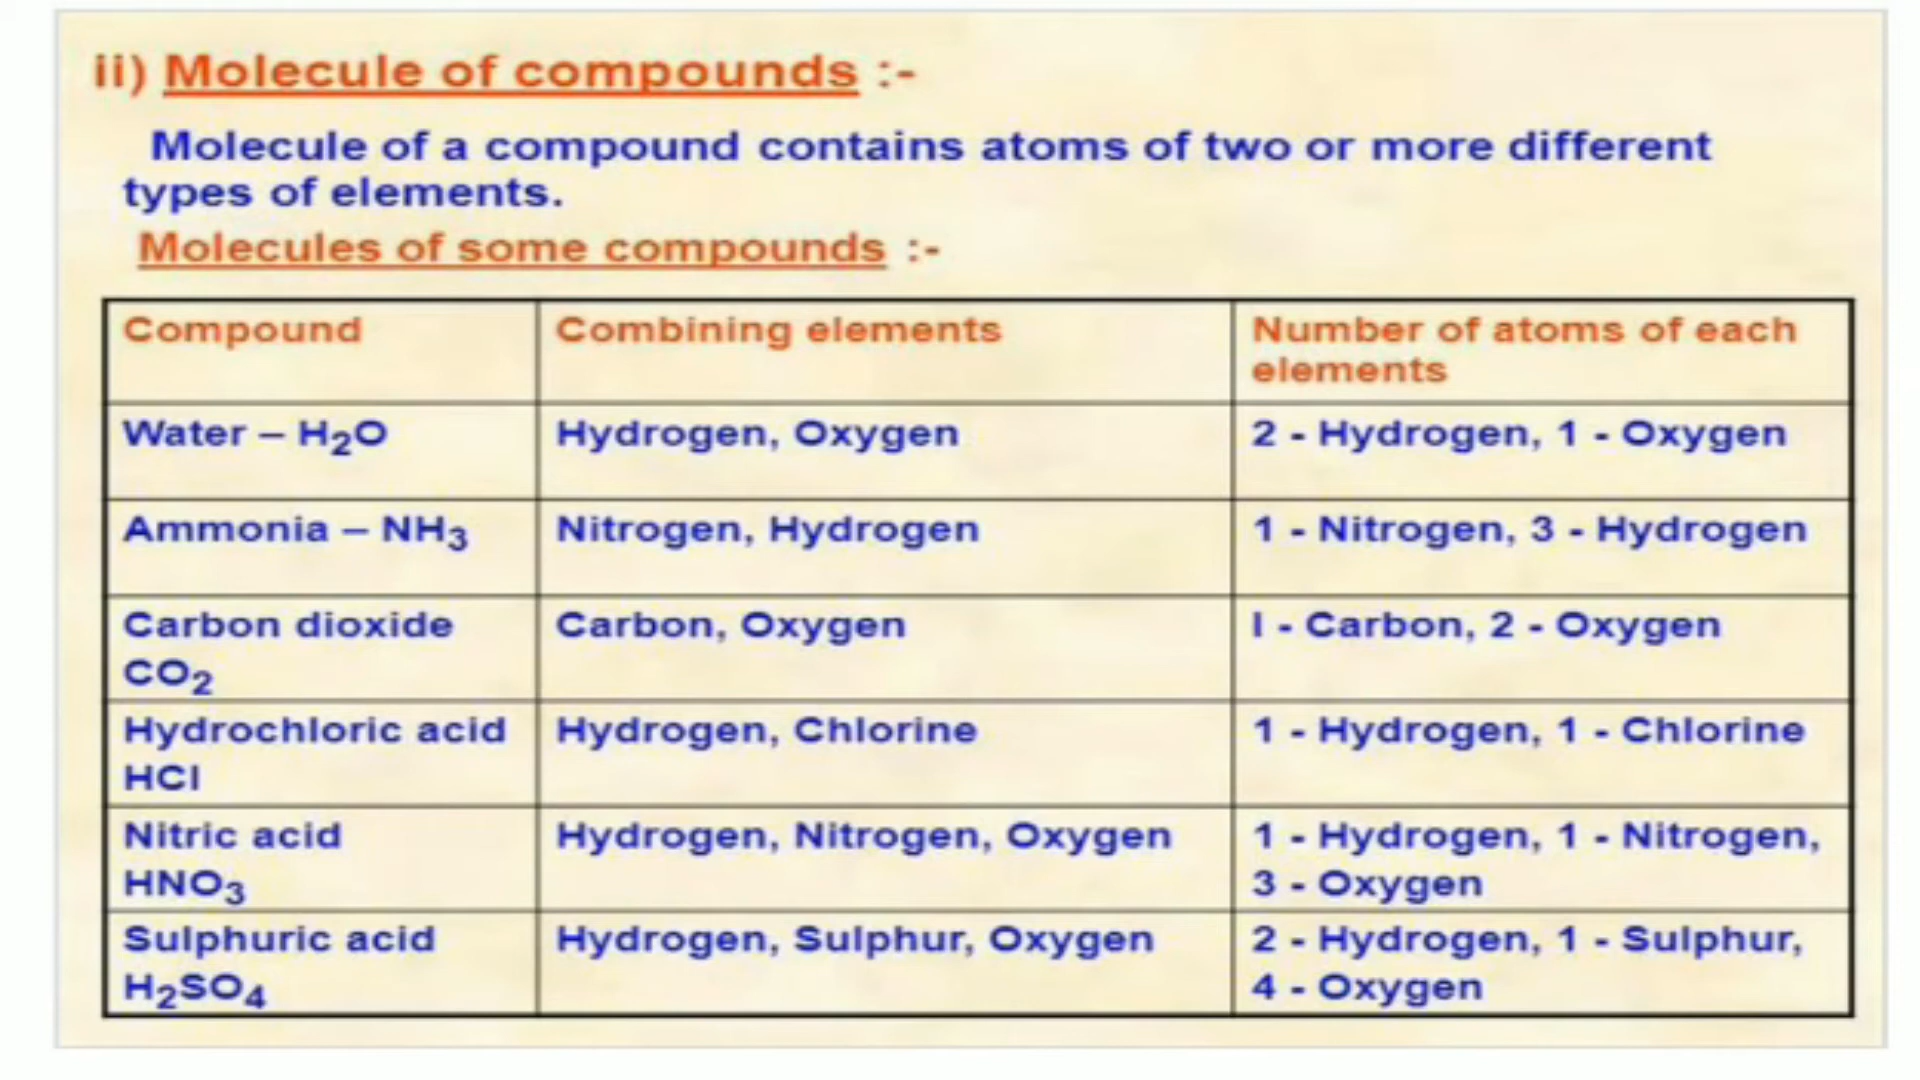 ii) Molecule of compounds :-
Molecule of a compound contains atoms of two or more different
types of elements.
Molecules of some compounds :-
Compound Combining elements Number of atoms of each
elements
Water – H₂O Hydrogen, Oxygen 2 - Hydrogen, 1 - Oxygen
Ammonia – NH₃ Nitrogen, Hydrogen 1 - Nitrogen, 3 - Hydrogen
Carbon dioxide Carbon, Oxygen I - Carbon, 2 - Oxygen
CO₂
Hydrochloric acid Hydrogen, Chlorine 1 - Hydrogen, 1 - Chlorine
HCl
Nitric acid Hydrogen, Nitrogen, Oxygen 1 - Hydrogen, 1 - Nitrogen,
HNO₃ 3 - Oxygen
Sulphuric acid Hydrogen, Sulphur, Oxygen 2 - Hydrogen, 1 - Sulphur,
H₂SO₄ 4 - Oxygen